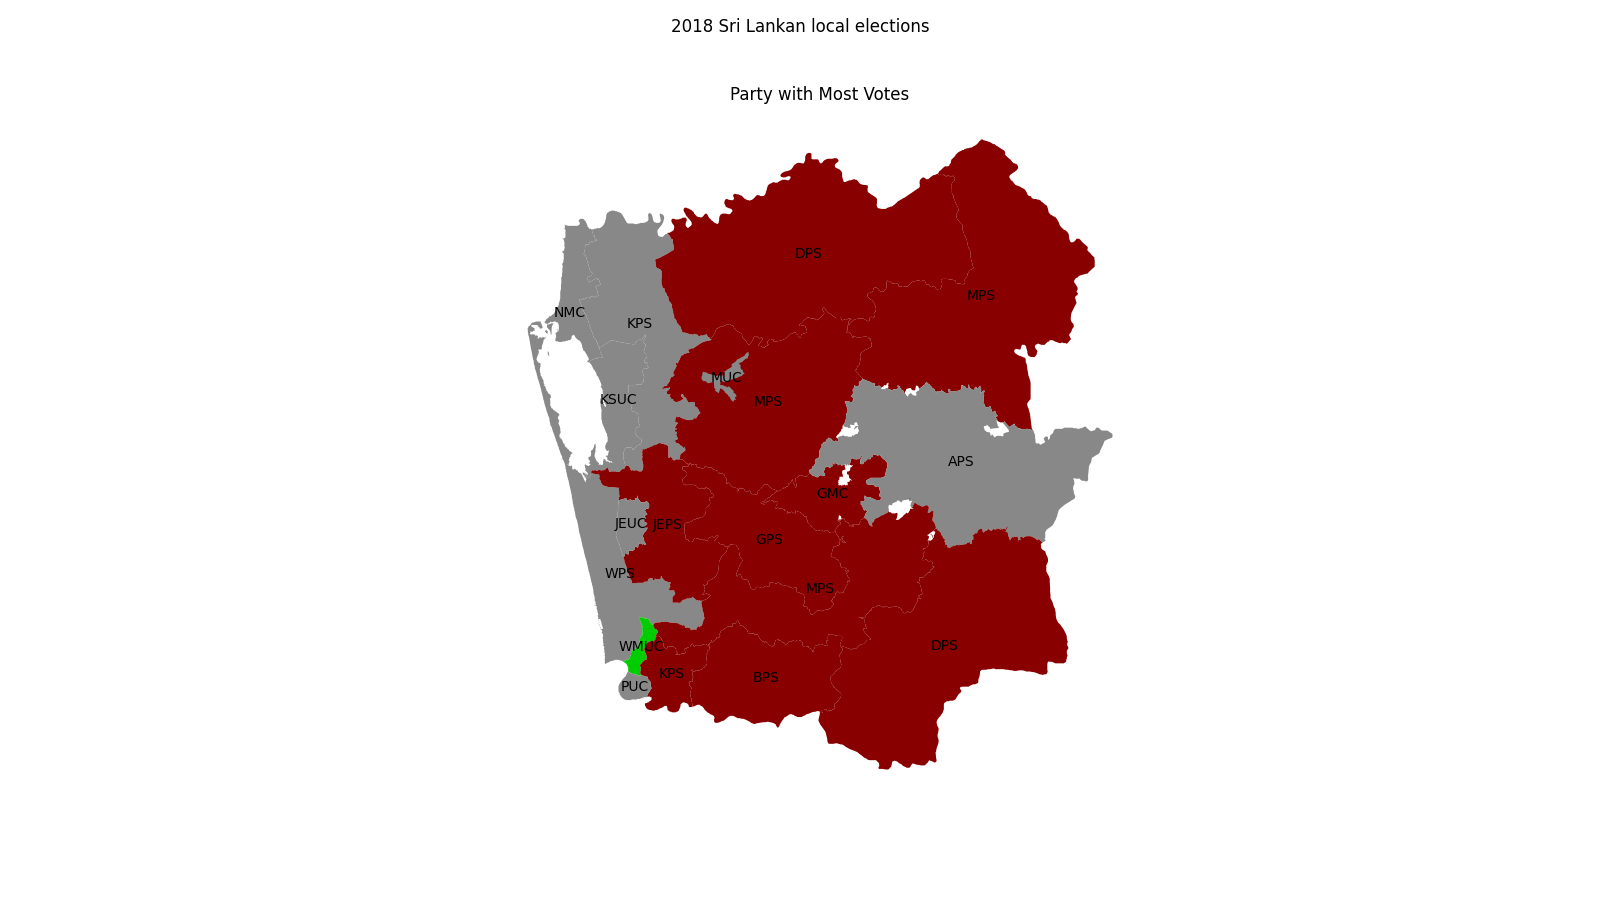 2018 Sri Lankan local elections
Party with Most Votes
DPS
MPS
NMC
KPS
MUC
KSUC
MPS
APS
GMC
JEUC
JEPS
GPS
WPS
MPS
WMUC
DPS
KPS
BPS
PUC